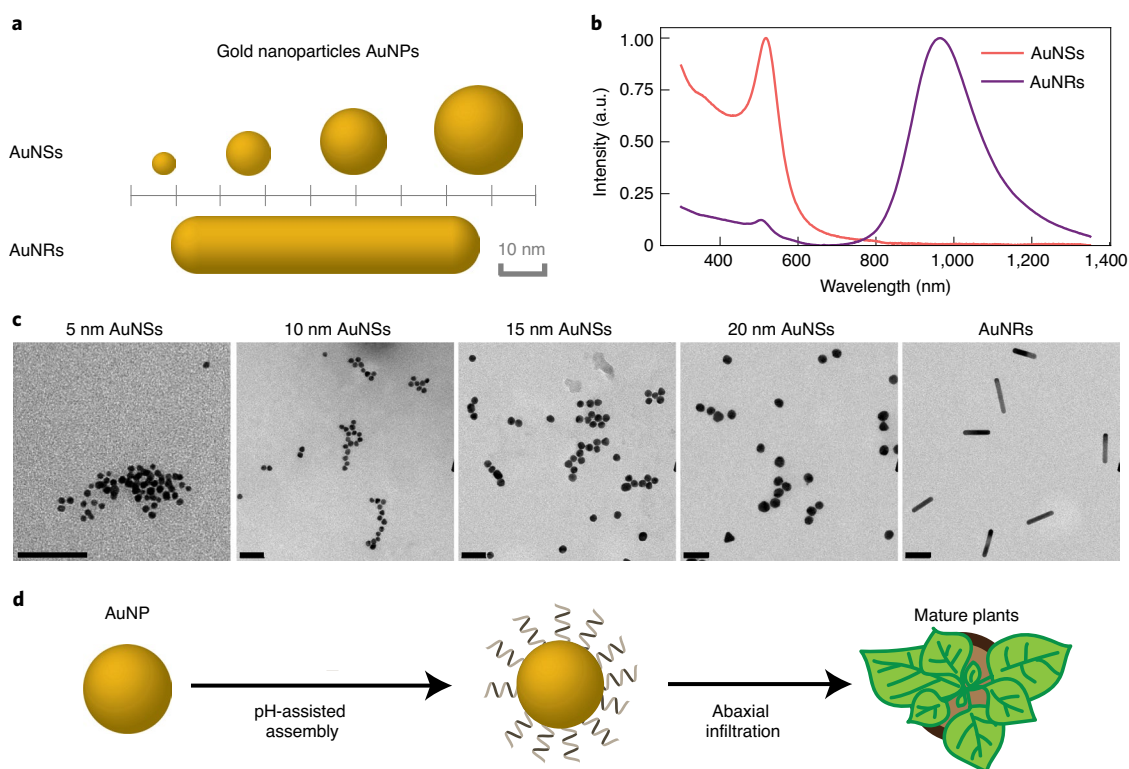 a
Gold nanoparticles AuNPs
AuNSs
AuNRs
10 nm
b
1.00
0.75
0.50
0.25
0
Intensity (a.u.)
AuNSs
AuNRs
400 600 800 1,000 1,200 1,400
Wavelength (nm)
c
5 nm AuNSs 10 nm AuNSs 15 nm AuNSs 20 nm AuNSs AuNRs
d
AuNP
pH-assisted
assembly
Abaxial
infiltration
Mature plants